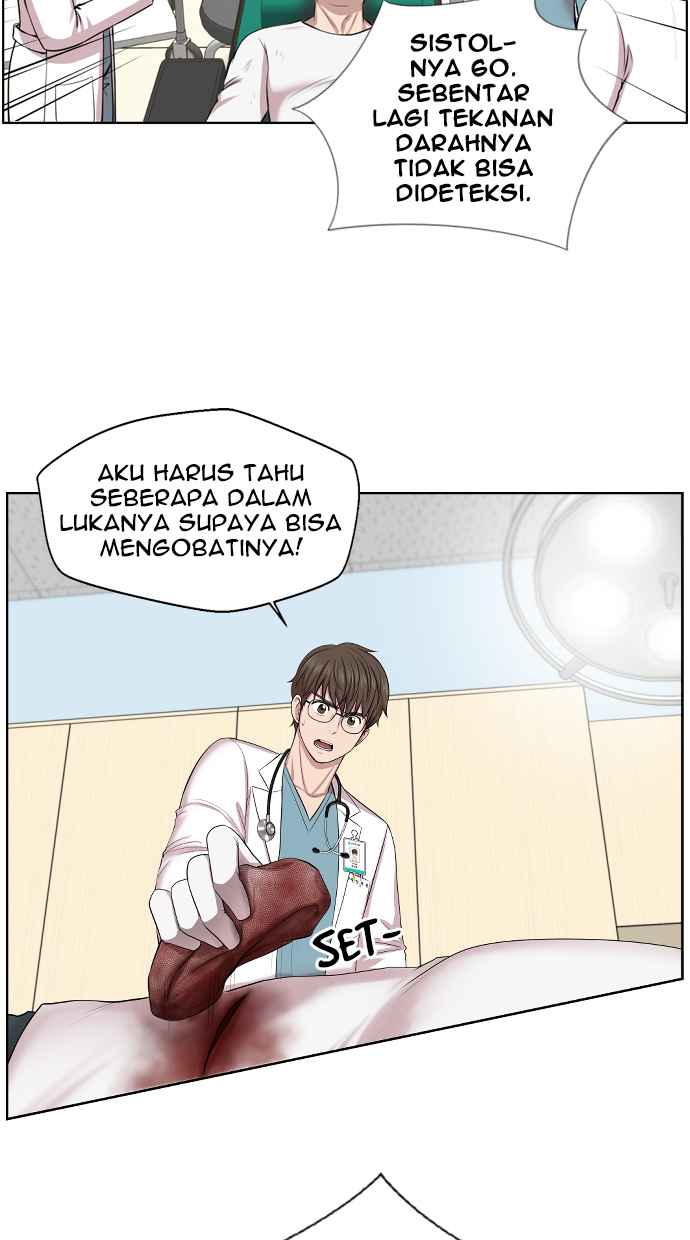 SISTOL-
NYA 60.
SEBENTAR
LAGI TEKANAN
DARAHNYA
TIDAK BISA
DIDETEKSI.
AKU HARUS TAHU
SEBERAPA DALAM
LUKANYA SUPAYA BISA
MENGOBATINYA!
SET-